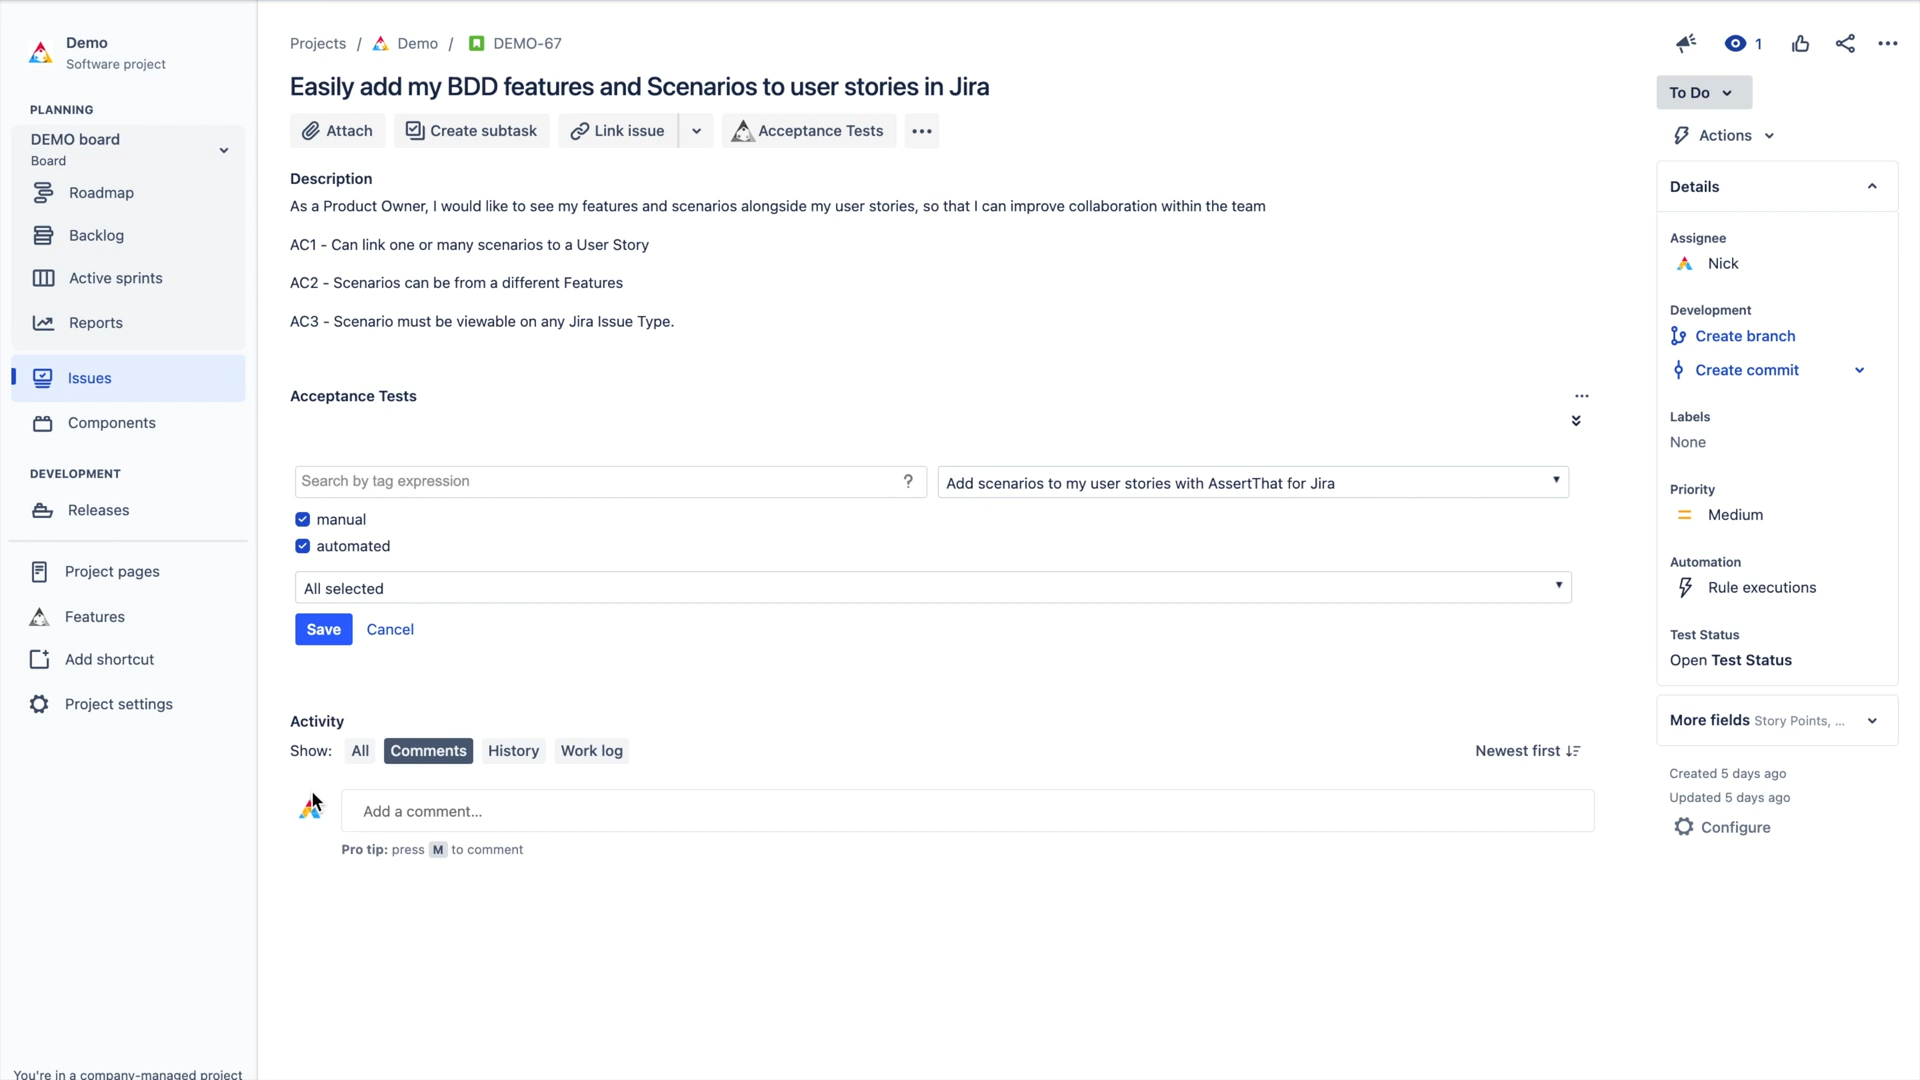 Demo
Software project
PLANNING
DEMO board
Board
Roadmap
Backlog
Active sprints
Reports
Issues
Components
DEVELOPMENT
Releases
Project pages
Features
Add shortcut
Project settings
You're in a company-managed project
Projects / Demo / DEMO-67
1
Easily add my BDD features and Scenarios to user stories in Jira
Attach Create subtask Link issue Acceptance Tests
Description
As a Product Owner, I would like to see my features and scenarios alongside my user stories, so that I can improve collaboration within the team
AC1 - Can link one or many scenarios to a User Story
AC2 - Scenarios can be from a different Features
AC3 - Scenario must be viewable on any Jira Issue Type.
Acceptance Tests
Search by tag expression ? Add scenarios to my user stories with AssertThat for Jira
manual
automated
All selected
Save Cancel
Activity
Show: All Comments History Work log Newest first
Add a comment...
Pro tip: press M to comment
To Do
Actions
Details
Assignee
Nick
Development
Create branch
Create commit
Labels
None
Priority
Medium
Automation
Rule executions
Test Status
Open Test Status
More fields Story Points, ...
Created 5 days ago
Updated 5 days ago
Configure